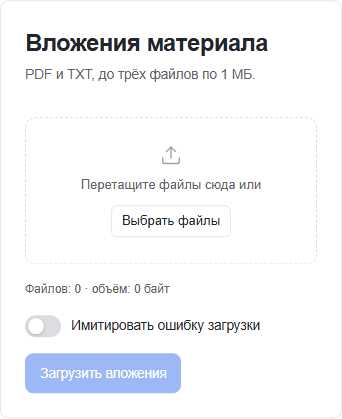 Вложения материала
PDF и TXT, до трёх файлов по 1 МБ.
Перетащите файлы сюда или
Выбрать файлы
Файлов: 0 · объём: 0 байт
Имитировать ошибку загрузки
Загрузить вложения